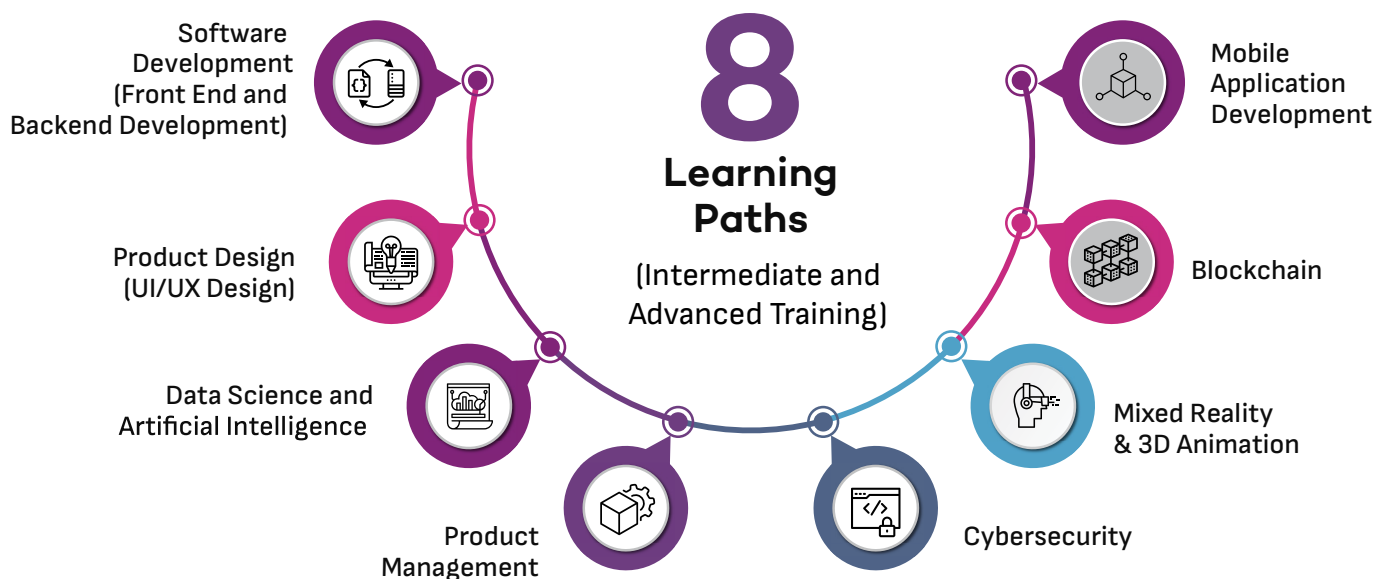 8
Learning
Paths
(Intermediate and
Advanced Training)
Software
Development
(Front End and
Backend Development)
Product Design
(UI/UX Design)
Data Science and
Artificial Intelligence
Product
Management
Cybersecurity
Mixed Reality
& 3D Animation
Blockchain
Mobile
Application
Development